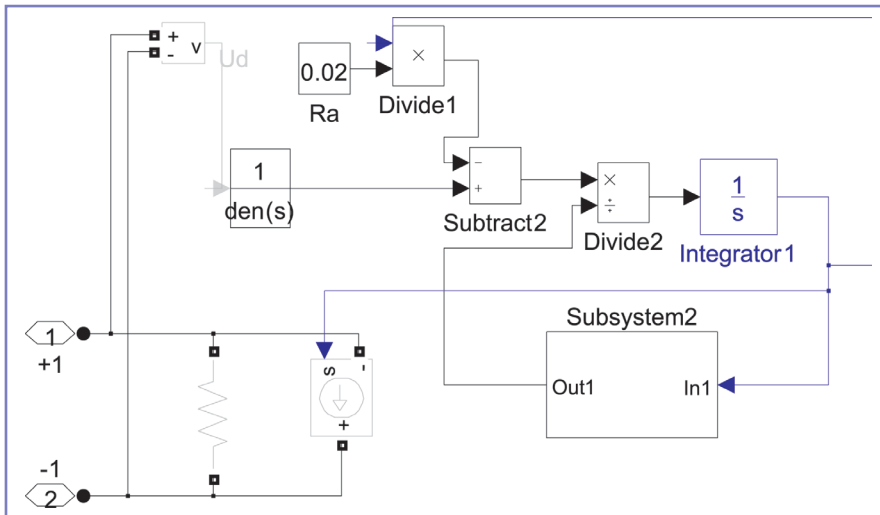 +
-
v
Ud
0.02
Ra
×
Divide1
1
den(s)
−
+
Subtract2
×
÷
Divide2
1
s
Integrator1
1
+1
s
-
+
Subsystem2
Out1
In1
-1
2